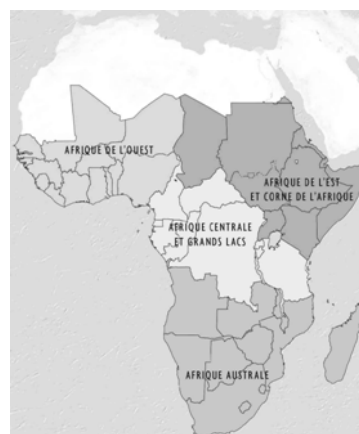 AFRIQUE DE L'OUEST
AFRIQUE DE L'EST
ET CORNE DE L'AFRIQUE
AFRIQUE CENTRALE
ET GRANDS LACS
AFRIQUE AUSTRALE